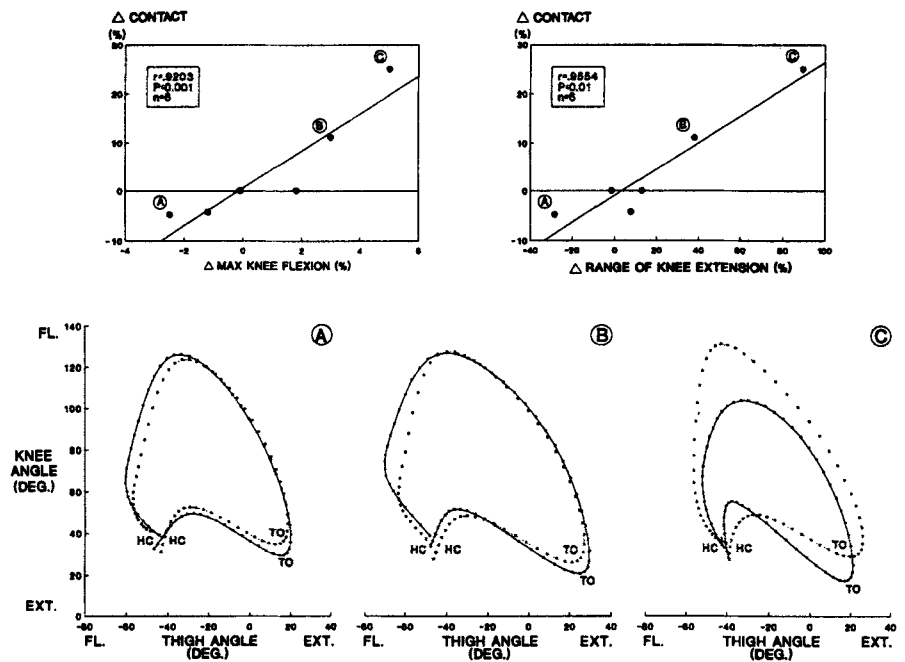 △ CONTACT
(%)
30
20
10
0
-10
r=.9203
P<0.001
n=6
A
B
C
-4
-2
0
2
4
6
△ MAX KNEE FLEXION (%)
△ CONTACT
(%)
30
20
10
0
-10
r=.9554
P<0.01
n=6
A
B
C
-40
-20
0
20
40
60
80
100
△ RANGE OF KNEE EXTENSION (%)
FL.
KNEE
ANGLE
(DEG.)
EXT.
140
120
100
80
60
40
20
0
A
HC
HC
TO
TO
-80
-60
-40
-20
0
20
40
FL.
THIGH ANGLE
(DEG.)
EXT.
B
HC
HC
TO
TO
-80
-60
-40
-20
0
20
40
FL.
THIGH ANGLE
(DEG.)
EXT.
C
HC
HC
TO
TO
-80
-60
-40
-20
0
20
40
FL.
THIGH ANGLE
(DEG.)
EXT.